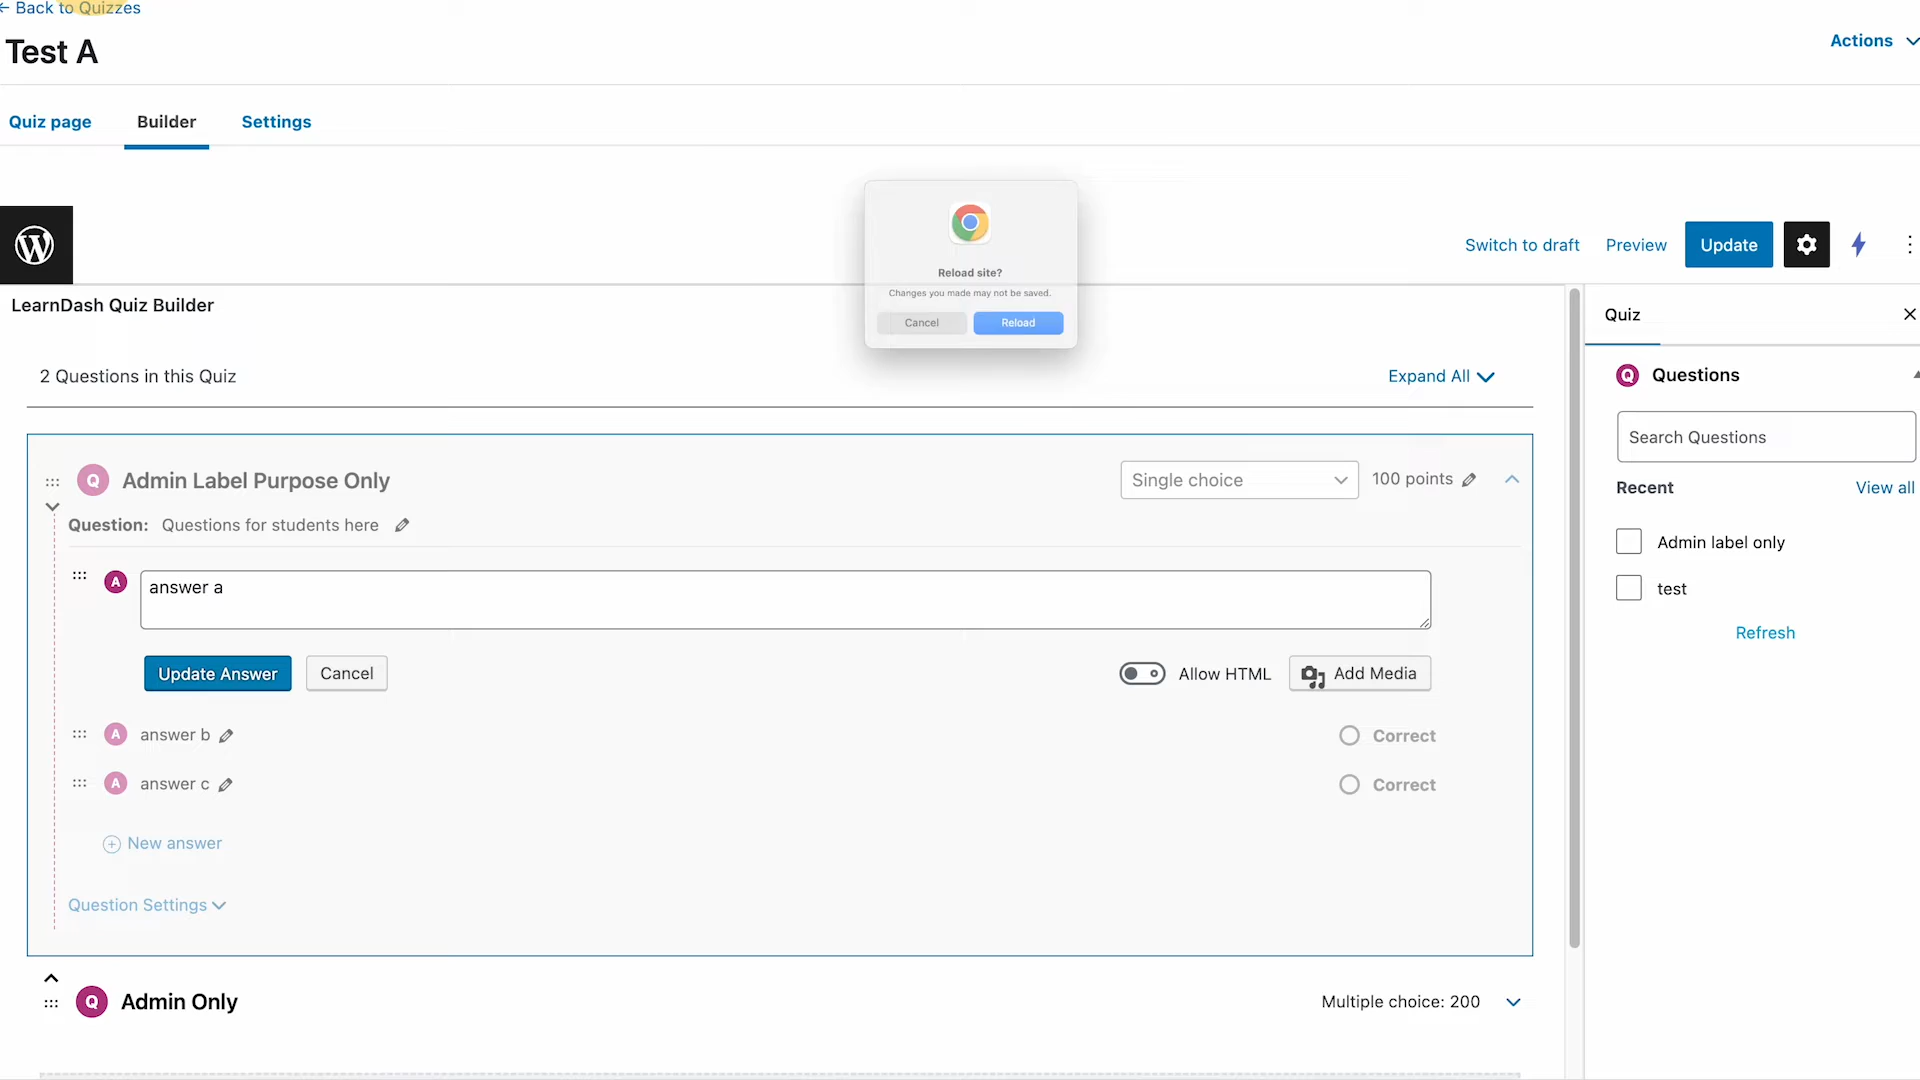 ← Back to Quizzes
Test A
Actions
Quiz page
Builder
Settings
Reload site?
Changes you made may not be saved.
Cancel
Reload
Switch to draft
Preview
Update
LearnDash Quiz Builder
Quiz
2 Questions in this Quiz
Expand All
Q
Questions
Search Questions
Recent
View all
Admin label only
test
Refresh
Q
Admin Label Purpose Only
Single choice
100 points
Question: Questions for students here
A
answer a
Update Answer
Cancel
Allow HTML
Add Media
A
answer b
Correct
A
answer c
Correct
New answer
Question Settings
Q
Admin Only
Multiple choice: 200